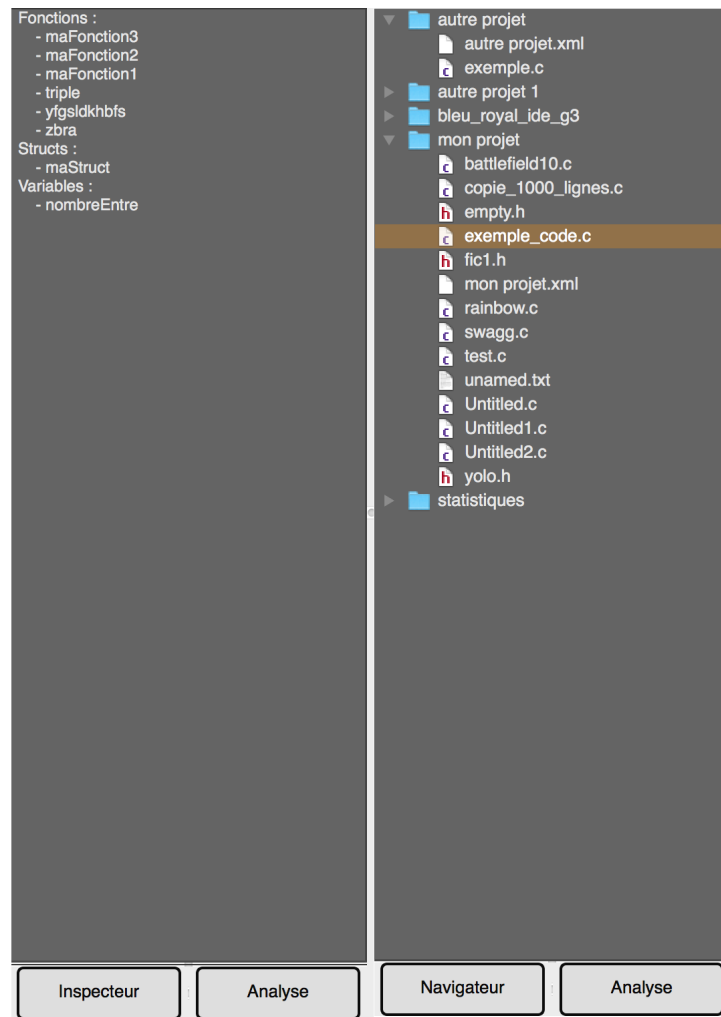 Fonctions :
- maFonction3
- maFonction2
- maFonction1
- triple
- yfgsldkhbfs
- zbra
Structs :
- maStruct
Variables :
- nombreEntre
Inspecteur
Analyse
autre projet
autre projet.xml
exemple.c
autre projet 1
bleu_royal_ide_g3
mon projet
battlefield10.c
copie_1000_lignes.c
empty.h
exemple_code.c
fic1.h
mon projet.xml
rainbow.c
swagg.c
test.c
unamed.txt
Untitled.c
Untitled1.c
Untitled2.c
yolo.h
statistiques
Navigateur
Analyse